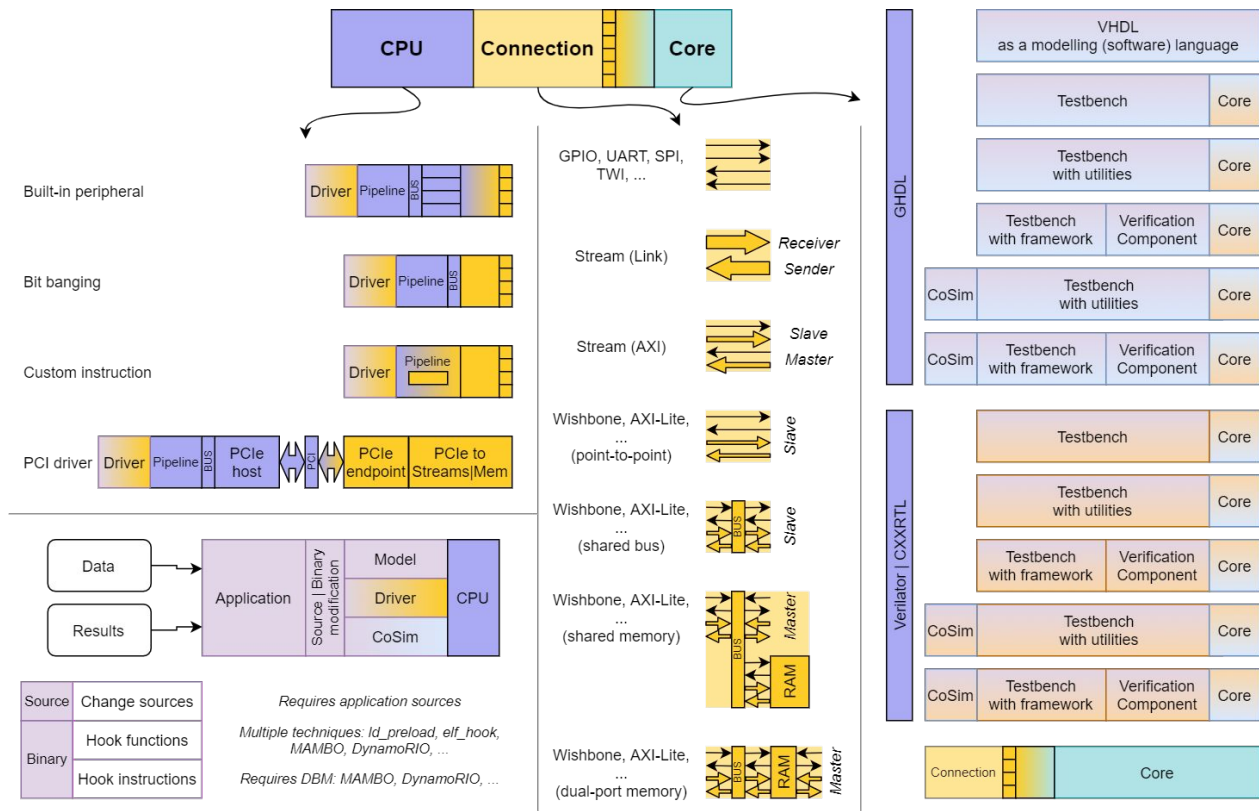 CPU
Connection
Core
Built-in peripheral
Driver
Pipeline
BUS
Bit banging
Driver
Pipeline
BUS
Custom instruction
Driver
Pipeline
PCI driver
Driver
Pipeline
BUS
PCIe
host
PCI
PCIe
endpoint
PCIe to
Streams|Mem
Data
Results
Application
Source | Binary
modification
Model
Driver
CoSim
CPU
Source
Change sources
Requires application sources
Binary
Hook functions
Multiple techniques: ld_preload, elf_hook,
MAMBO, DynamoRIO, ...
Hook instructions
Requires DBM: MAMBO, DynamoRIO, ...
GPIO, UART, SPI,
TWI, ...
Stream (Link)
Receiver
Sender
Stream (AXI)
Slave
Master
Wishbone, AXI-Lite,
...
(point-to-point)
Slave
Wishbone, AXI-Lite,
...
(shared bus)
BUS
Slave
Wishbone, AXI-Lite,
...
(shared memory)
BUS
Master
RAM
Wishbone, AXI-Lite,
...
(dual-port memory)
BUS
RAM
Master
GHDL
VHDL
as a modelling (software) language
Testbench
Core
Testbench
with utilities
Core
Testbench
with framework
Verification
Component
Core
CoSim
Testbench
with utilities
Core
CoSim
Testbench
with framework
Verification
Component
Core
Verilator | CXXRTL
Testbench
Core
Testbench
with utilities
Core
Testbench
with framework
Verification
Component
Core
CoSim
Testbench
with utilities
Core
CoSim
Testbench
with framework
Verification
Component
Core
Connection
Core